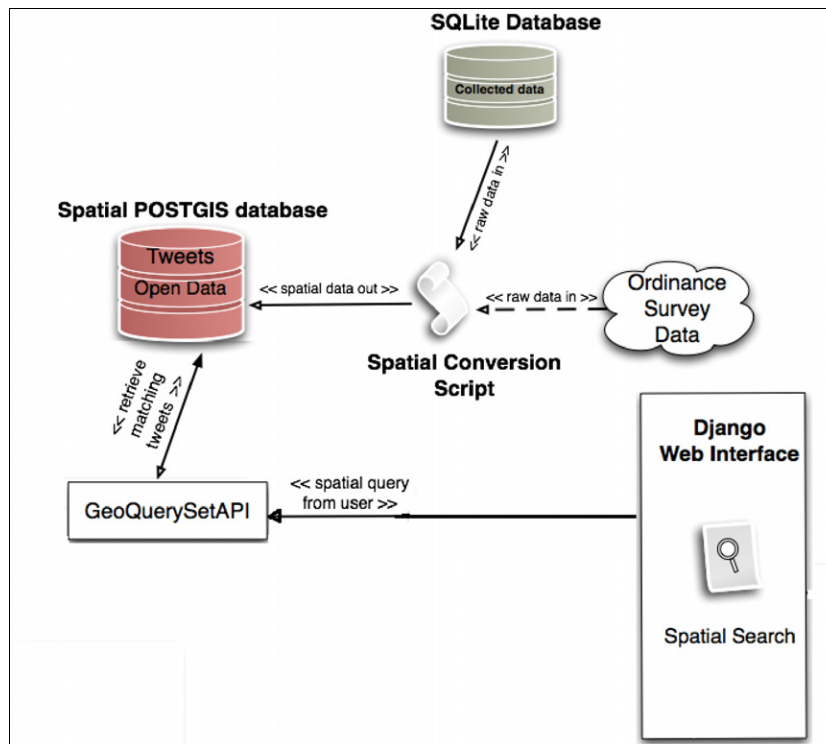 SQLite Database
Collected data
<< raw data in >>
Spatial POSTGIS database
Tweets
Open Data
<< spatial data out >>
<< raw data in >>
Ordinance
Survey
Data
Spatial Conversion
Script
<< retrieve
matching
tweets >>
Django
Web Interface
<< spatial query
from user >>
GeoQuerySetAPI
Spatial Search